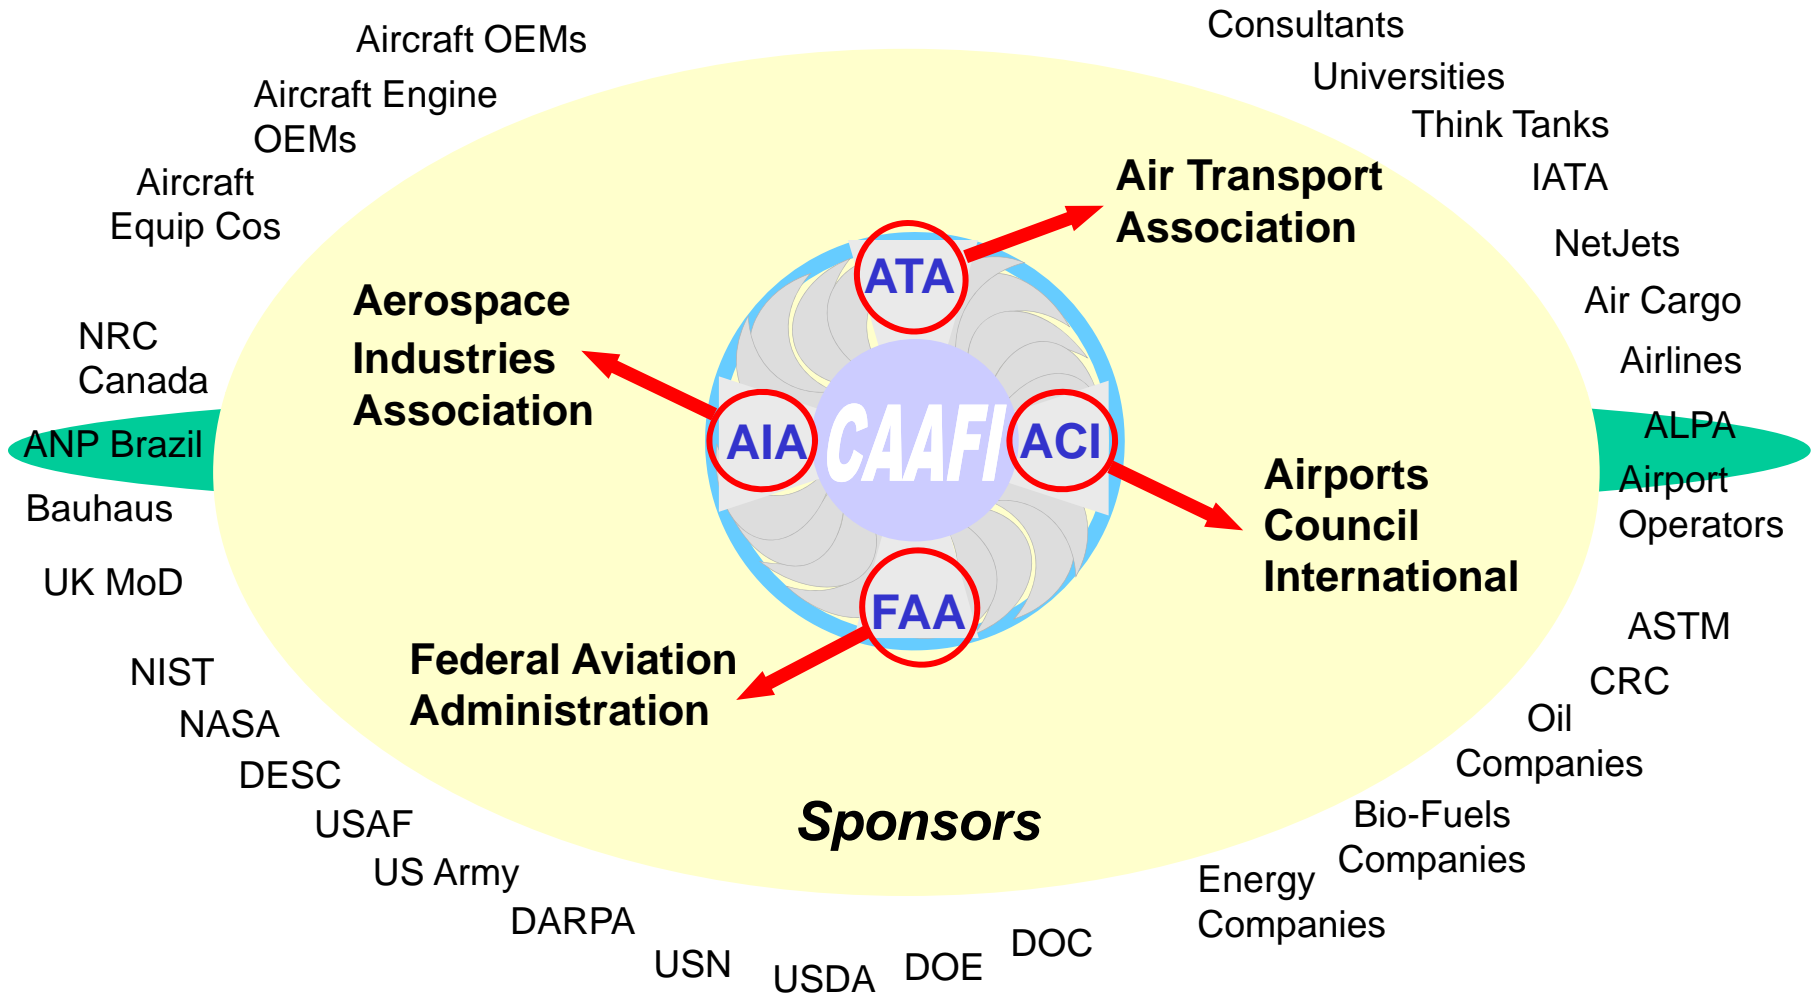 Aircraft OEMs
Aircraft Engine
OEMs
Aircraft
Equip Cos
NRC
Canada
ANP Brazil
Bauhaus
UK MoD
NIST
NASA
DESC
USAF
US Army
DARPA
USN
USDA
DOE
DOC
Consultants
Universities
Think Tanks
IATA
NetJets
Air Cargo
Airlines
ALPA
Airport
Operators
ASTM
CRC
Oil
Companies
Bio-Fuels
Companies
Energy
Companies
Air Transport
Association
Aerospace
Industries
Association
ATA
AIA
CAAFI
ACI
FAA
Airports
Council
International
Federal Aviation
Administration
Sponsors